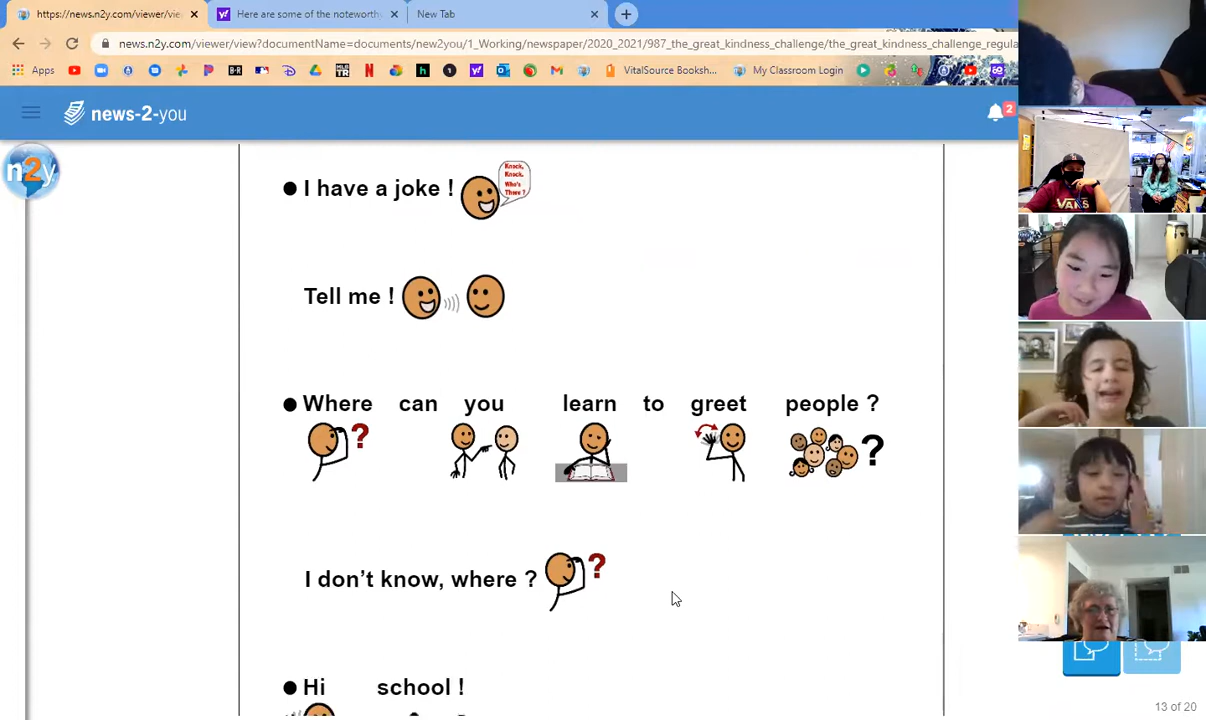 https://news.n2y.com/viewer/vie
Here are some of the noteworth
New Tab
news.n2y.com/viewer/view?documentName=documents/new2you/1_Working/newspaper/2020_2021/987_the_great_kindness_challenge/the_great_kindness_challenge_regula
Apps
VitalSource Booksh...
My Classroom Login
news-2-you
2
n2y
I have a joke !
Knock,
Knock.
Who's
There ?
Tell me !
Where can you learn to greet people ?
?
?
I don't know, where ?
?
Hi school !
VANS
13 of 20